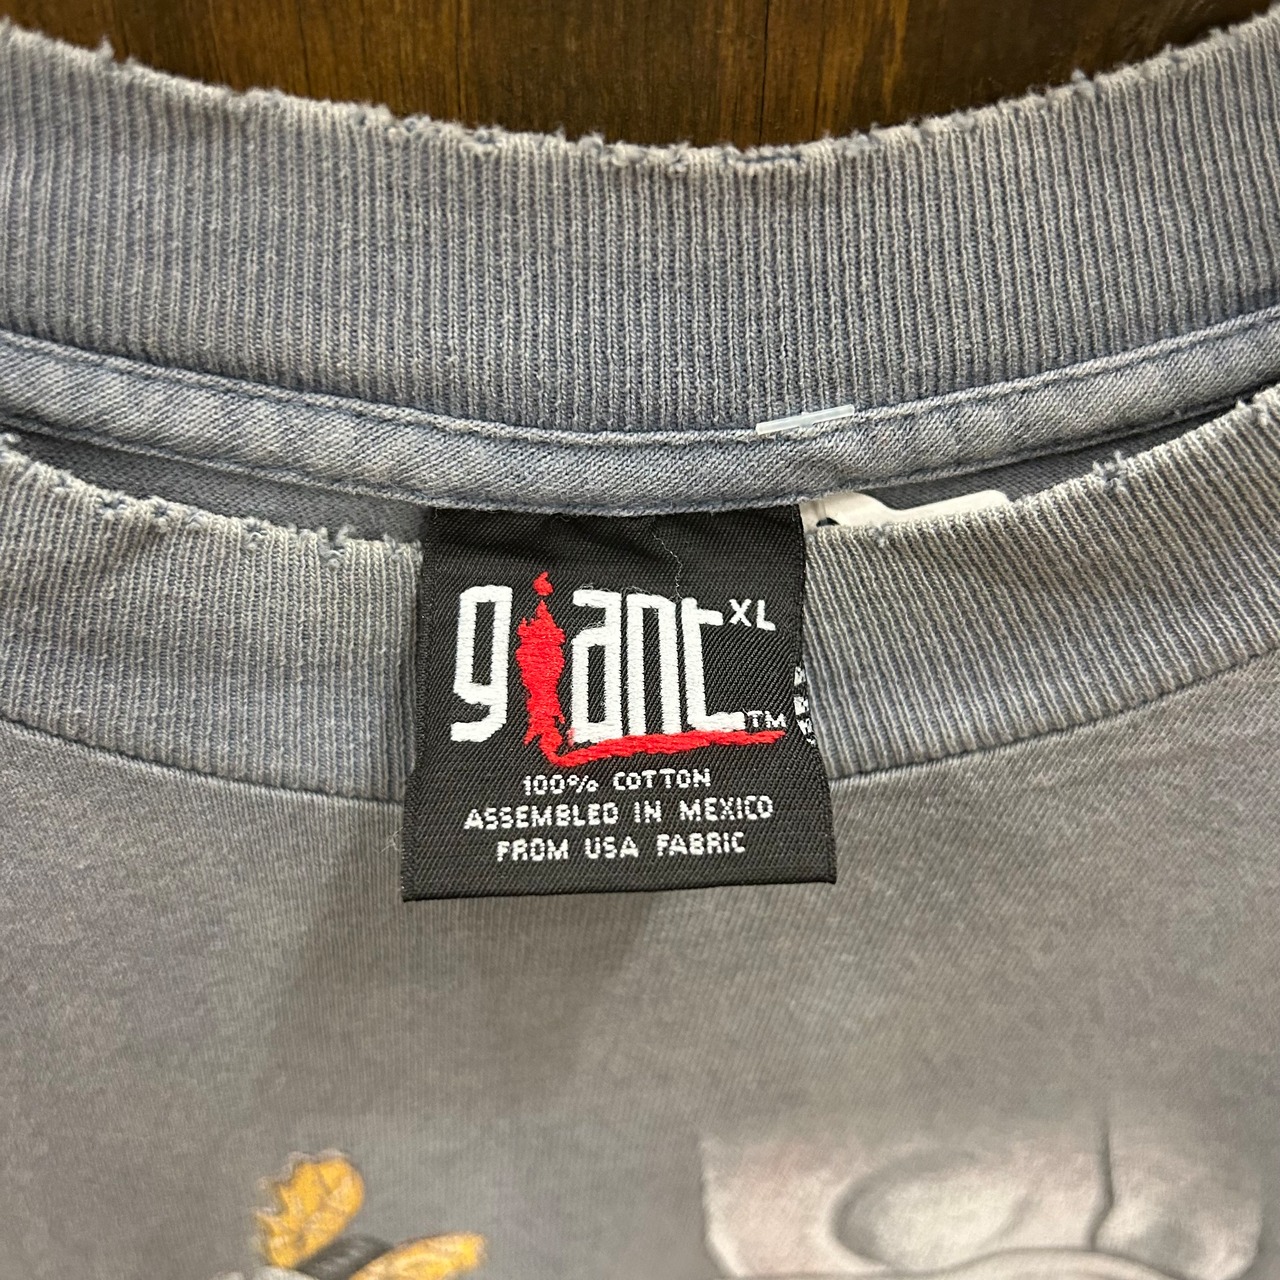 giant XL
TM
100% COTTON
ASSEMBLED IN MEXICO
FROM USA FABRIC